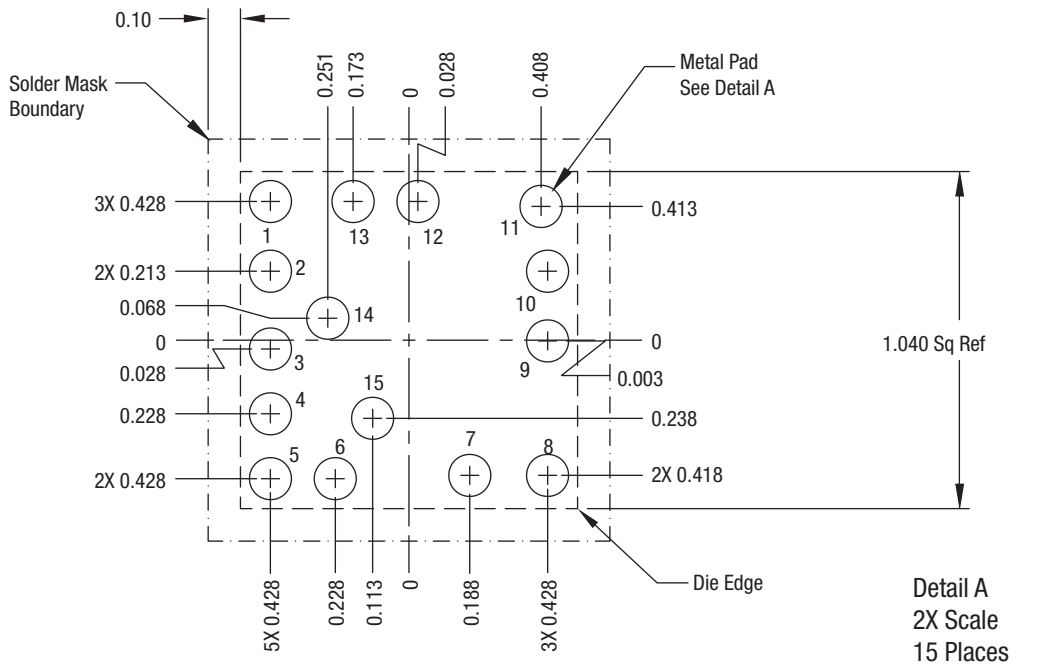 0.10
Solder Mask
Boundary
0.251
0.173
0
0.028
0.408
Metal Pad
See Detail A
3X 0.428
1
13
12
11
0.413
2X 0.213
2
10
0.068
14
0
3
9
0
1.040 Sq Ref
0.028
0.003
0.228
4
15
0.238
2X 0.428
5
6
7
8
2X 0.418
5X 0.428
0.228
0.113
0
0.188
3X 0.428
Die Edge
Detail A
2X Scale
15 Places